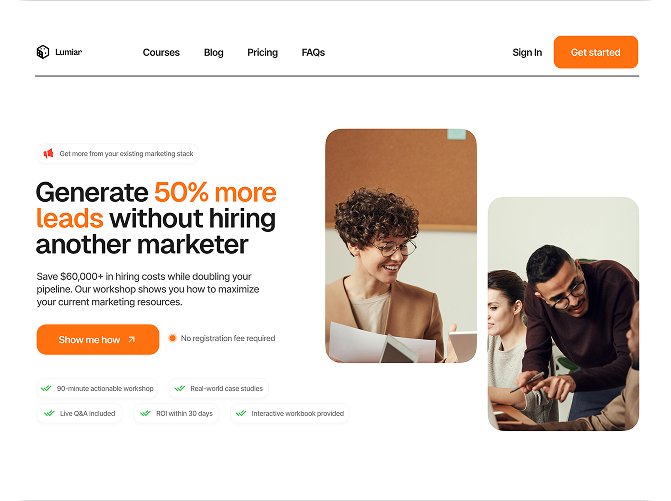 Lumiar
Courses
Blog
Pricing
FAQs
Sign In
Get started
Get more from your existing marketing stack
Generate 50% more
leads without hiring
another marketer
Save $60,000+ in hiring costs while doubling your
pipeline. Our workshop shows you how to maximize
your current marketing resources.
Show me how
No registration fee required
90-minute actionable workshop
Real-world case studies
Live Q&A included
ROI within 30 days
Interactive workbook provided